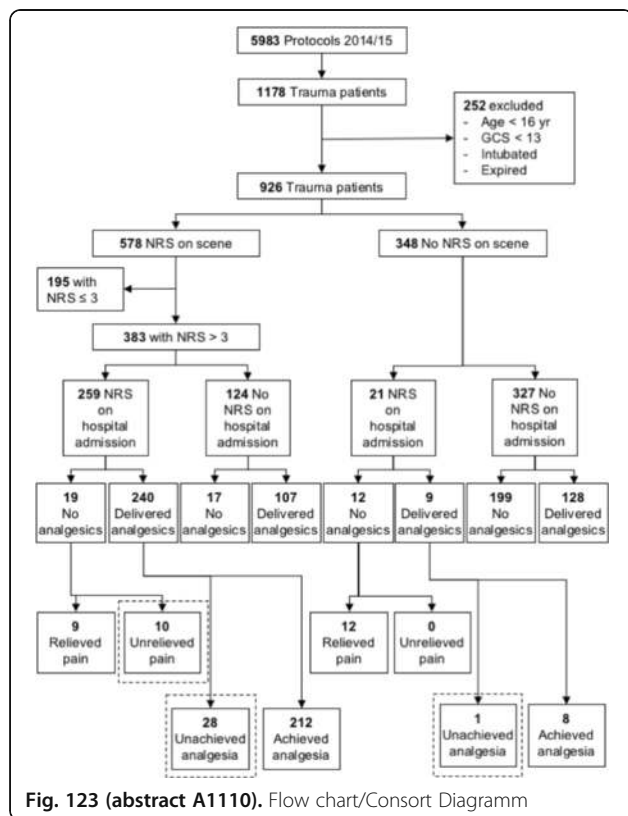 5983 Protocols 2014/15
1178 Trauma patients
252 excluded
- Age < 16 yr
- GCS < 13
- Intubated
- Expired
926 Trauma patients
578 NRS on scene
348 No NRS on scene
195 with
NRS ≤ 3
383 with NRS > 3
259 NRS
on
hospital
admission
124 No
NRS on
hospital
admission
21 NRS
on
hospital
admission
327 No
NRS on
hospital
admission
19
No
analgesics
240
Delivered
analgesics
17
No
analgesics
107
Delivered
analgesics
12
No
analgesics
9
Delivered
analgesics
199
No
analgesics
128
Delivered
analgesics
9
Relieved
pain
10
Unrelieved
pain
12
Relieved
pain
0
Unrelieved
pain
28
Unachieved
analgesia
212
Achieved
analgesia
1
Unachieved
analgesia
8
Achieved
analgesia
Fig. 123 (abstract A1110). Flow chart/Consort Diagramm